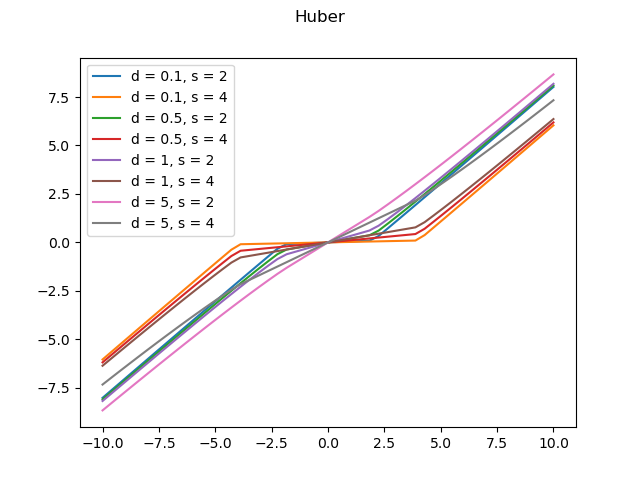 Huber
d = 0.1, s = 2
d = 0.1, s = 4
d = 0.5, s = 2
d = 0.5, s = 4
d = 1, s = 2
d = 1, s = 4
d = 5, s = 2
d = 5, s = 4
7.5
5.0
2.5
0.0
−2.5
−5.0
−7.5
−10.0 −7.5 −5.0 −2.5 0.0 2.5 5.0 7.5 10.0